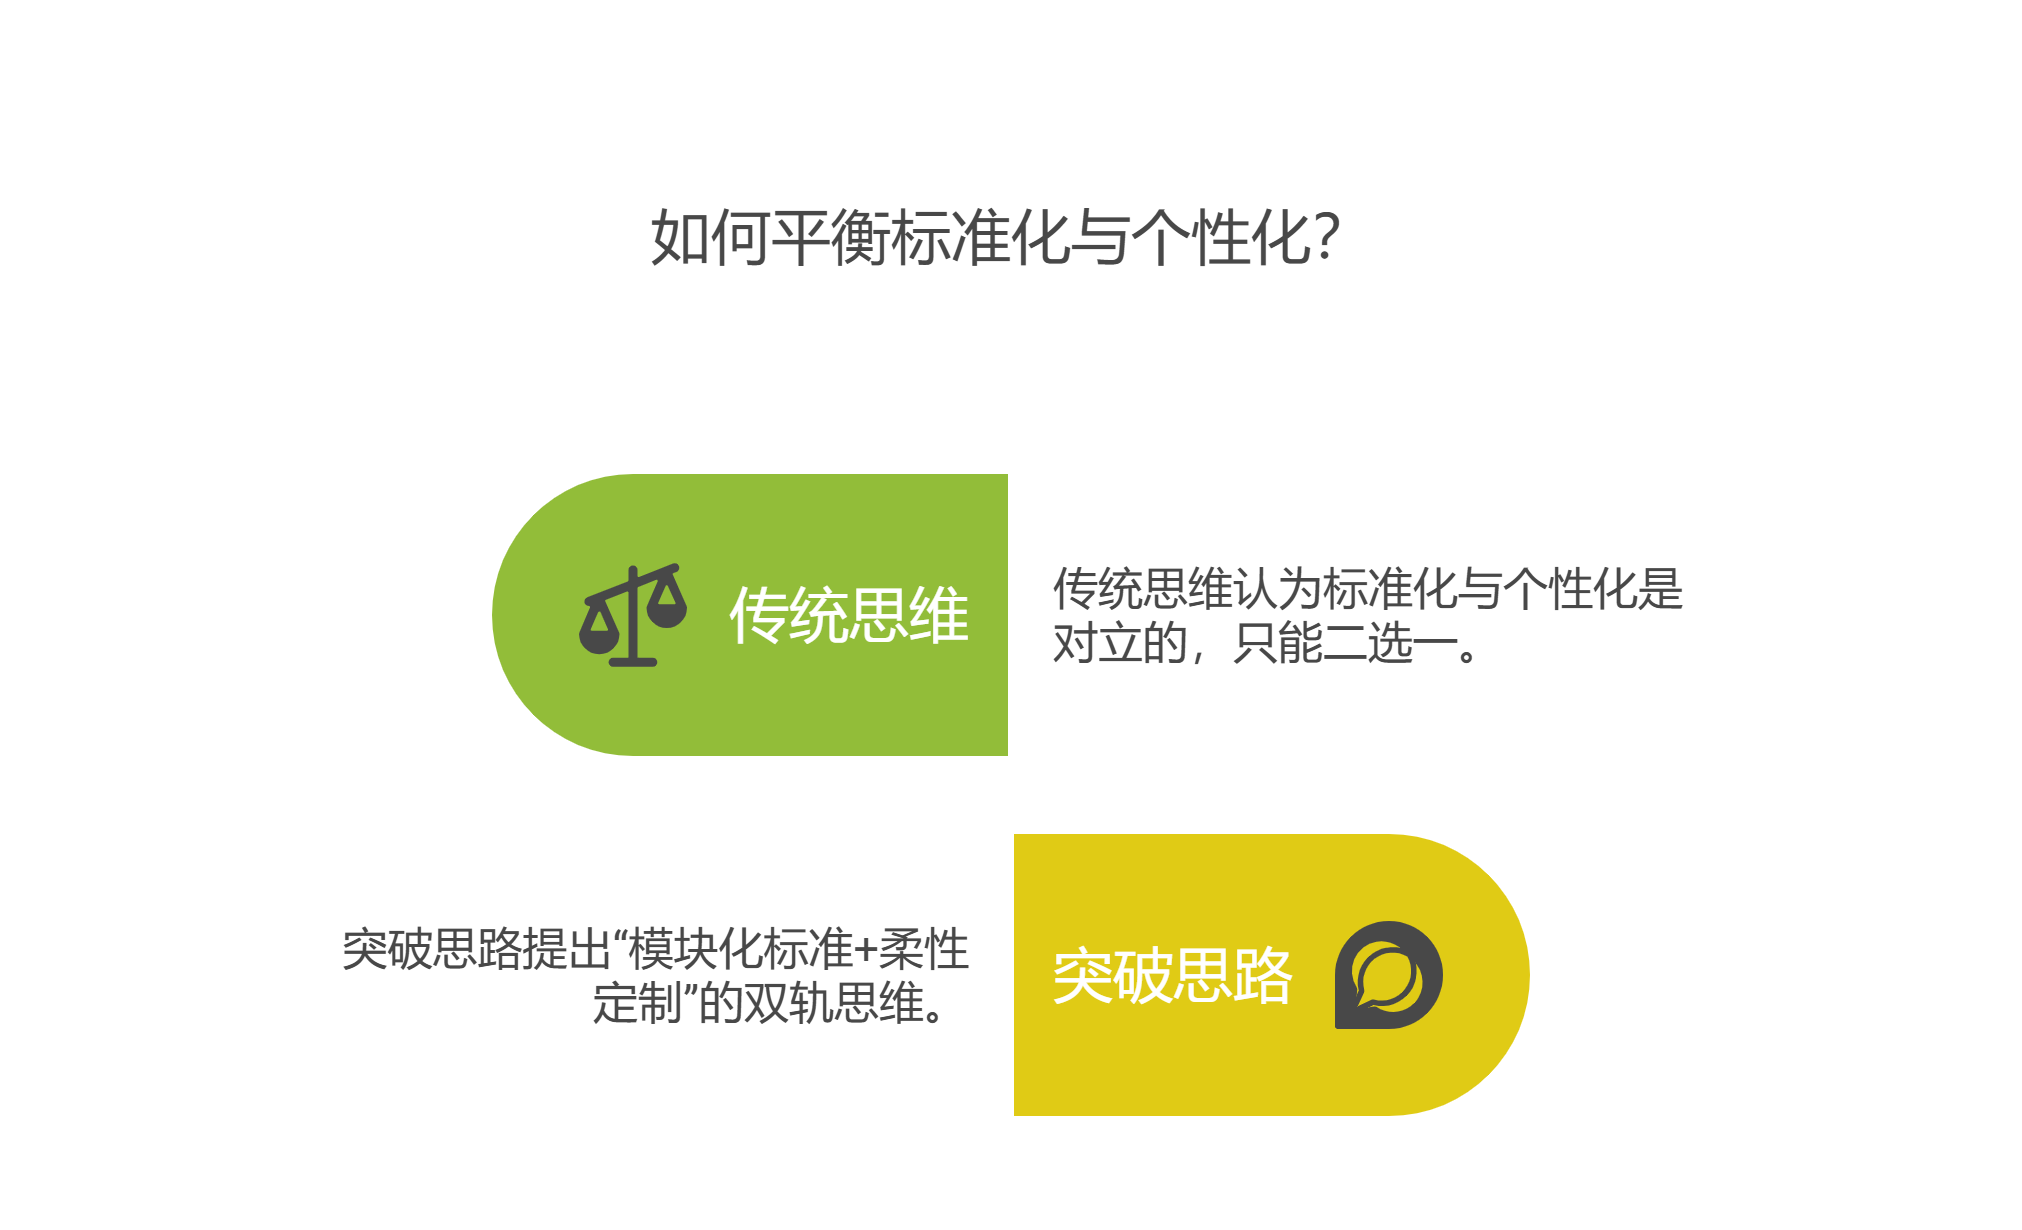 如何平衡标准化与个性化？
传统思维
传统思维认为标准化与个性化是
对立的，只能二选一。
突破思路提出“模块化标准+柔性
定制”的双轨思维。
突破思路